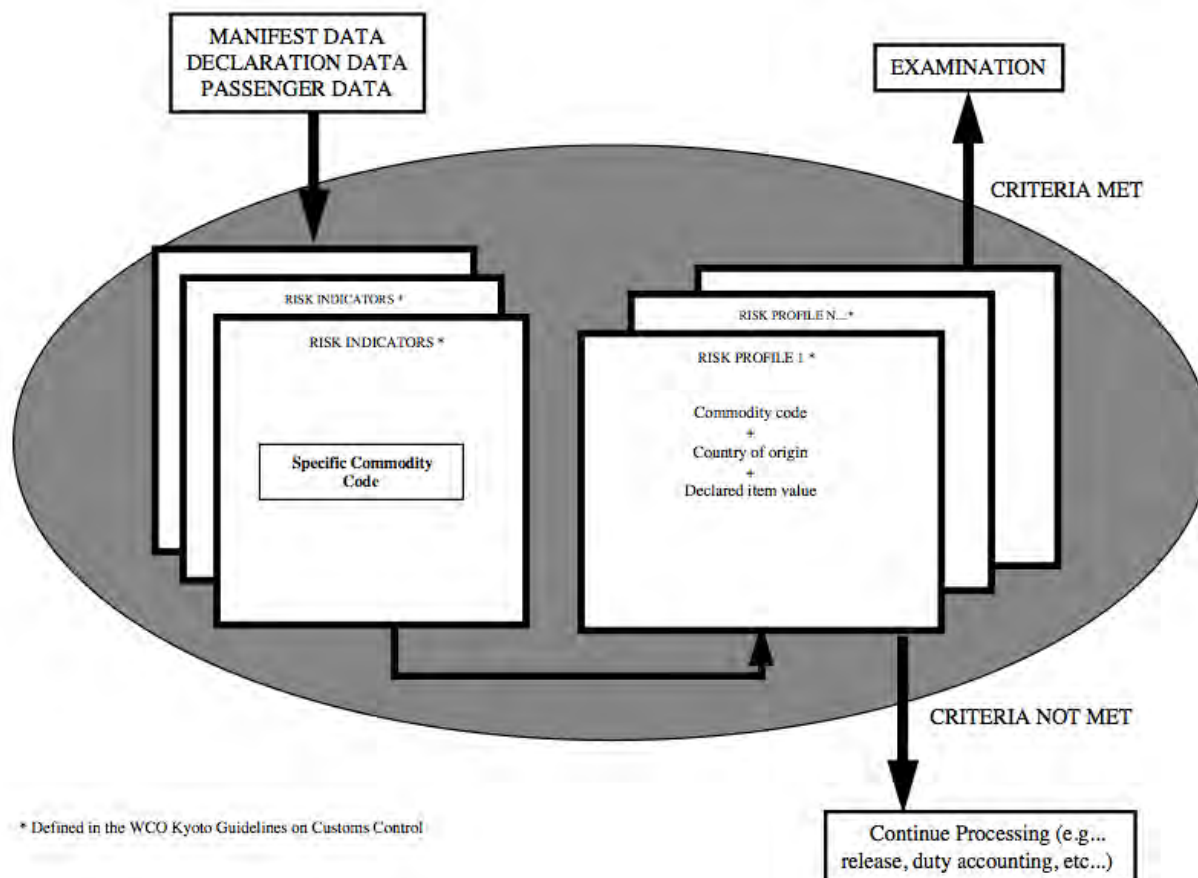 MANIFEST DATA
DECLARATION DATA
PASSENGER DATA
EXAMINATION
CRITERIA MET
RISK INDICATORS *
RISK INDICATORS *
Specific Commodity
Code
RISK PROFILE N...*
RISK PROFILE 1 *
Commodity code
+
Country of origin
+
Declared item value
CRITERIA NOT MET
* Defined in the WCO Kyoto Guidelines on Customs Control
Continue Processing (e.g...
release, duty accounting, etc...)